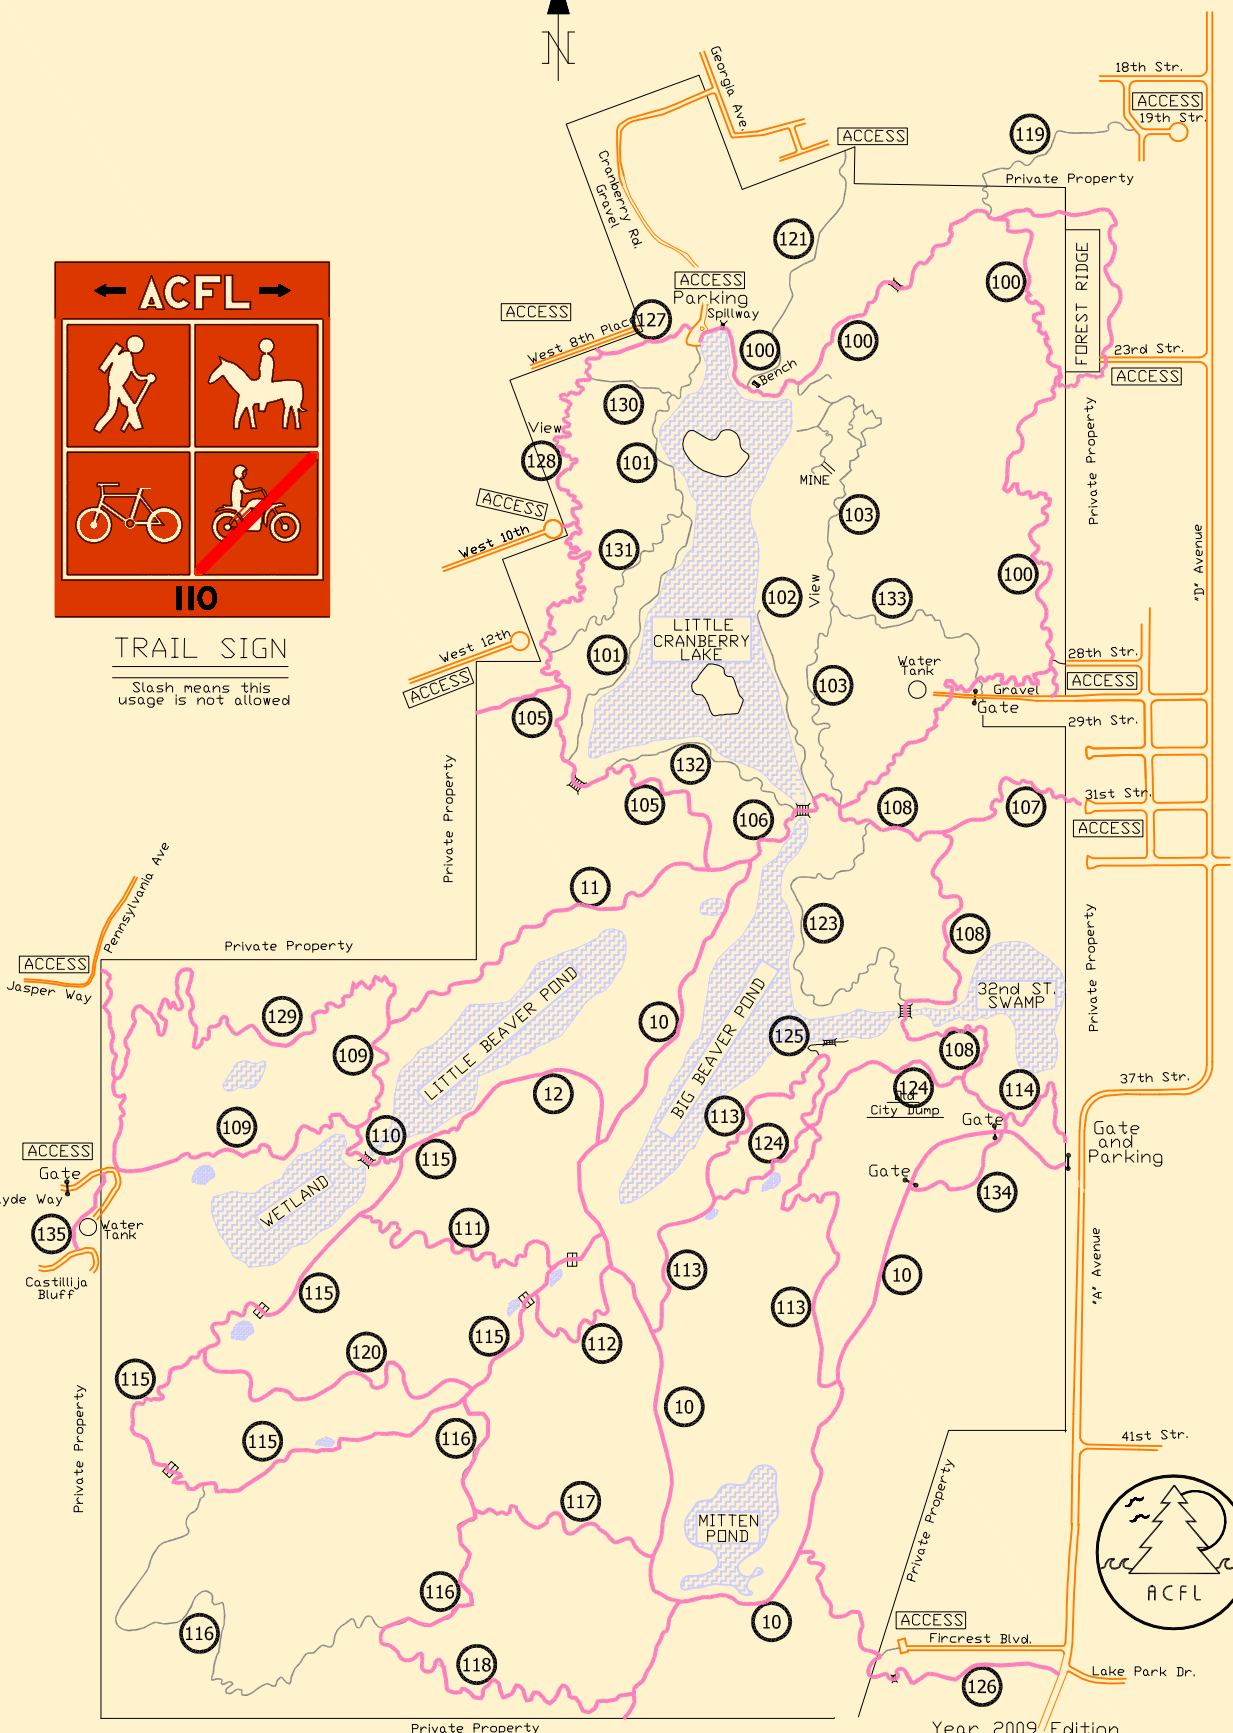 N
Georgia Ave.
18th Str.
ACCESS
19th Str.
119
ACCESS
Cranberry Rd.
Gravel
Private Property
121
← ACFL →
110
TRAIL SIGN
Slash means this
usage is not allowed
ACCESS
Parking
Spillway
ACCESS
127
West 8th Place
100
Bench
100
100
FOREST RIDGE
23rd Str.
ACCESS
130
View
128
101
ACCESS
West 10th
131
MINE
103
Private Property
"D" Avenue
100
102
View
133
LITTLE
CRANBERRY
LAKE
West 12th
ACCESS
101
105
103
Water
Tank
Gravel
Gate
28th Str.
ACCESS
29th Str.
132
105
106
108
107
31st Str.
ACCESS
Private Property
Pennsylvania Ave
ACCESS
Jasper Way
Private Property
11
123
108
32nd ST.
SWAMP
Private Property
129
109
LITTLE BEAVER POND
10
BIG BEAVER POND
125
108
12
113
124
124
City Dump
114
37th Str.
Gate
Gate
and
Parking
109
110
115
ACCESS
Gate
yde Way
135
Water
Tank
Castillija
Bluff
WETLAND
111
Gate
134
113
10
113
"A" Avenue
115
115
112
120
115
Private Property
115
116
10
41st Str.
117
MITTEN
POND
Private Property
ACFL
116
116
10
ACCESS
Fircrest Blvd.
118
126
Lake Park Dr.
Private Property
Year 2009 Edition